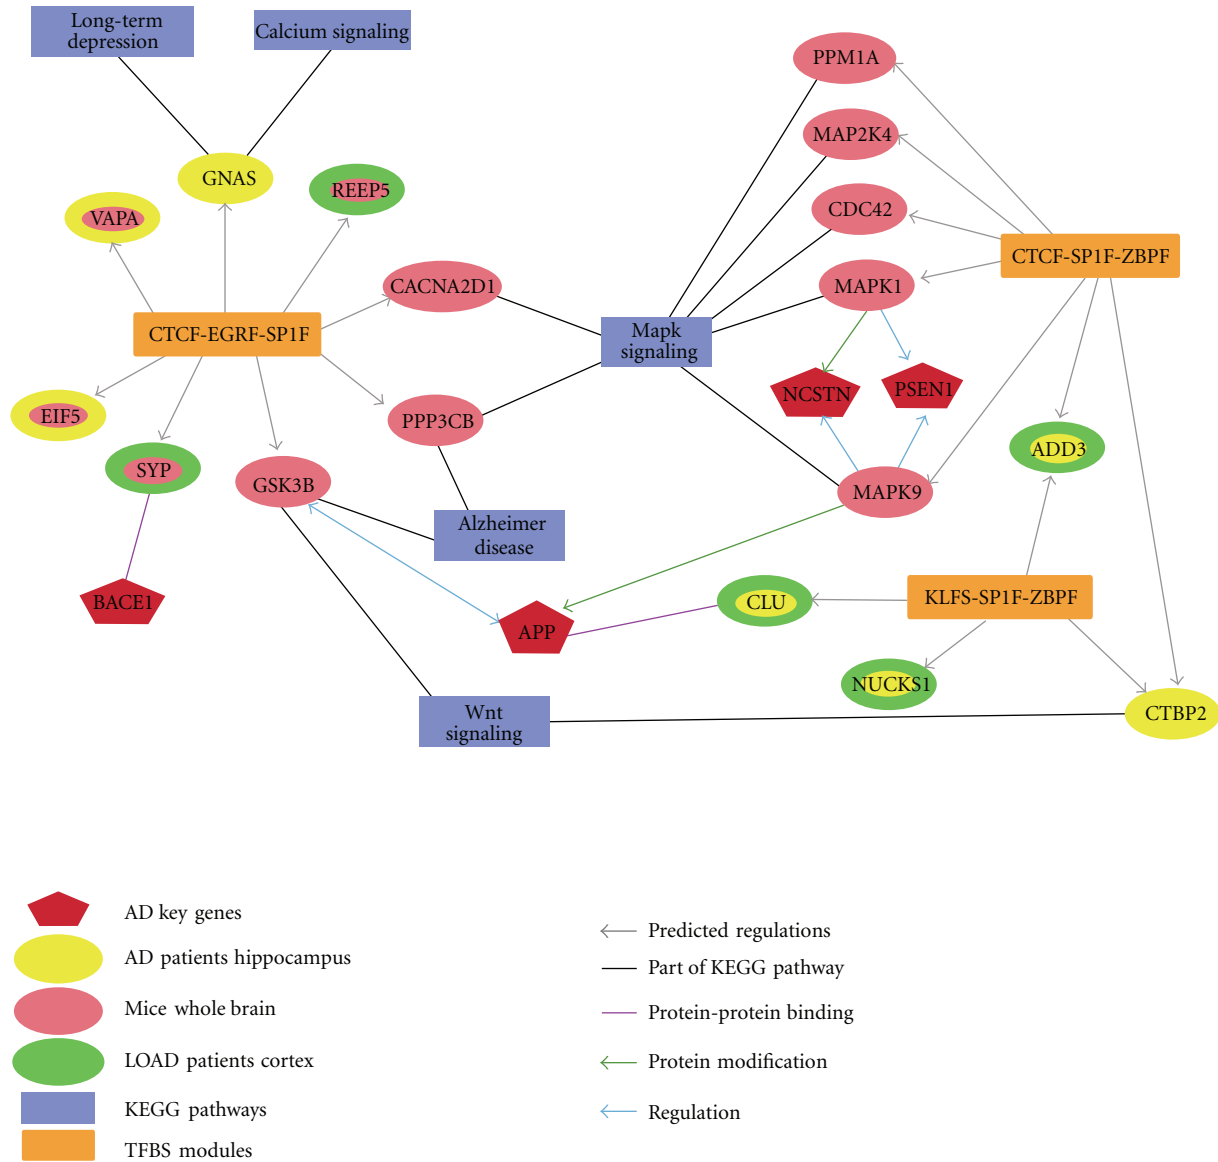 Long-term
depression
Calcium signaling
PPM1A
MAP2K4
GNAS
REEP5
VAPA
CDC42
CTCF-SP1F-ZBPF
CACNA2D1
MAPK1
CTCF-EGRF-SP1F
Mapk
signaling
NCSTN
PSEN1
EIF5
PPP3CB
ADD3
SYP
GSK3B
MAPK9
Alzheimer
disease
BACE1
CLU
KLFS-SP1F-ZBPF
APP
NUCKS1
Wnt
signaling
CTBP2
AD key genes
AD patients hippocampus
Mice whole brain
LOAD patients cortex
KEGG pathways
TFBS modules
Predicted regulations
Part of KEGG pathway
Protein-protein binding
Protein modification
Regulation